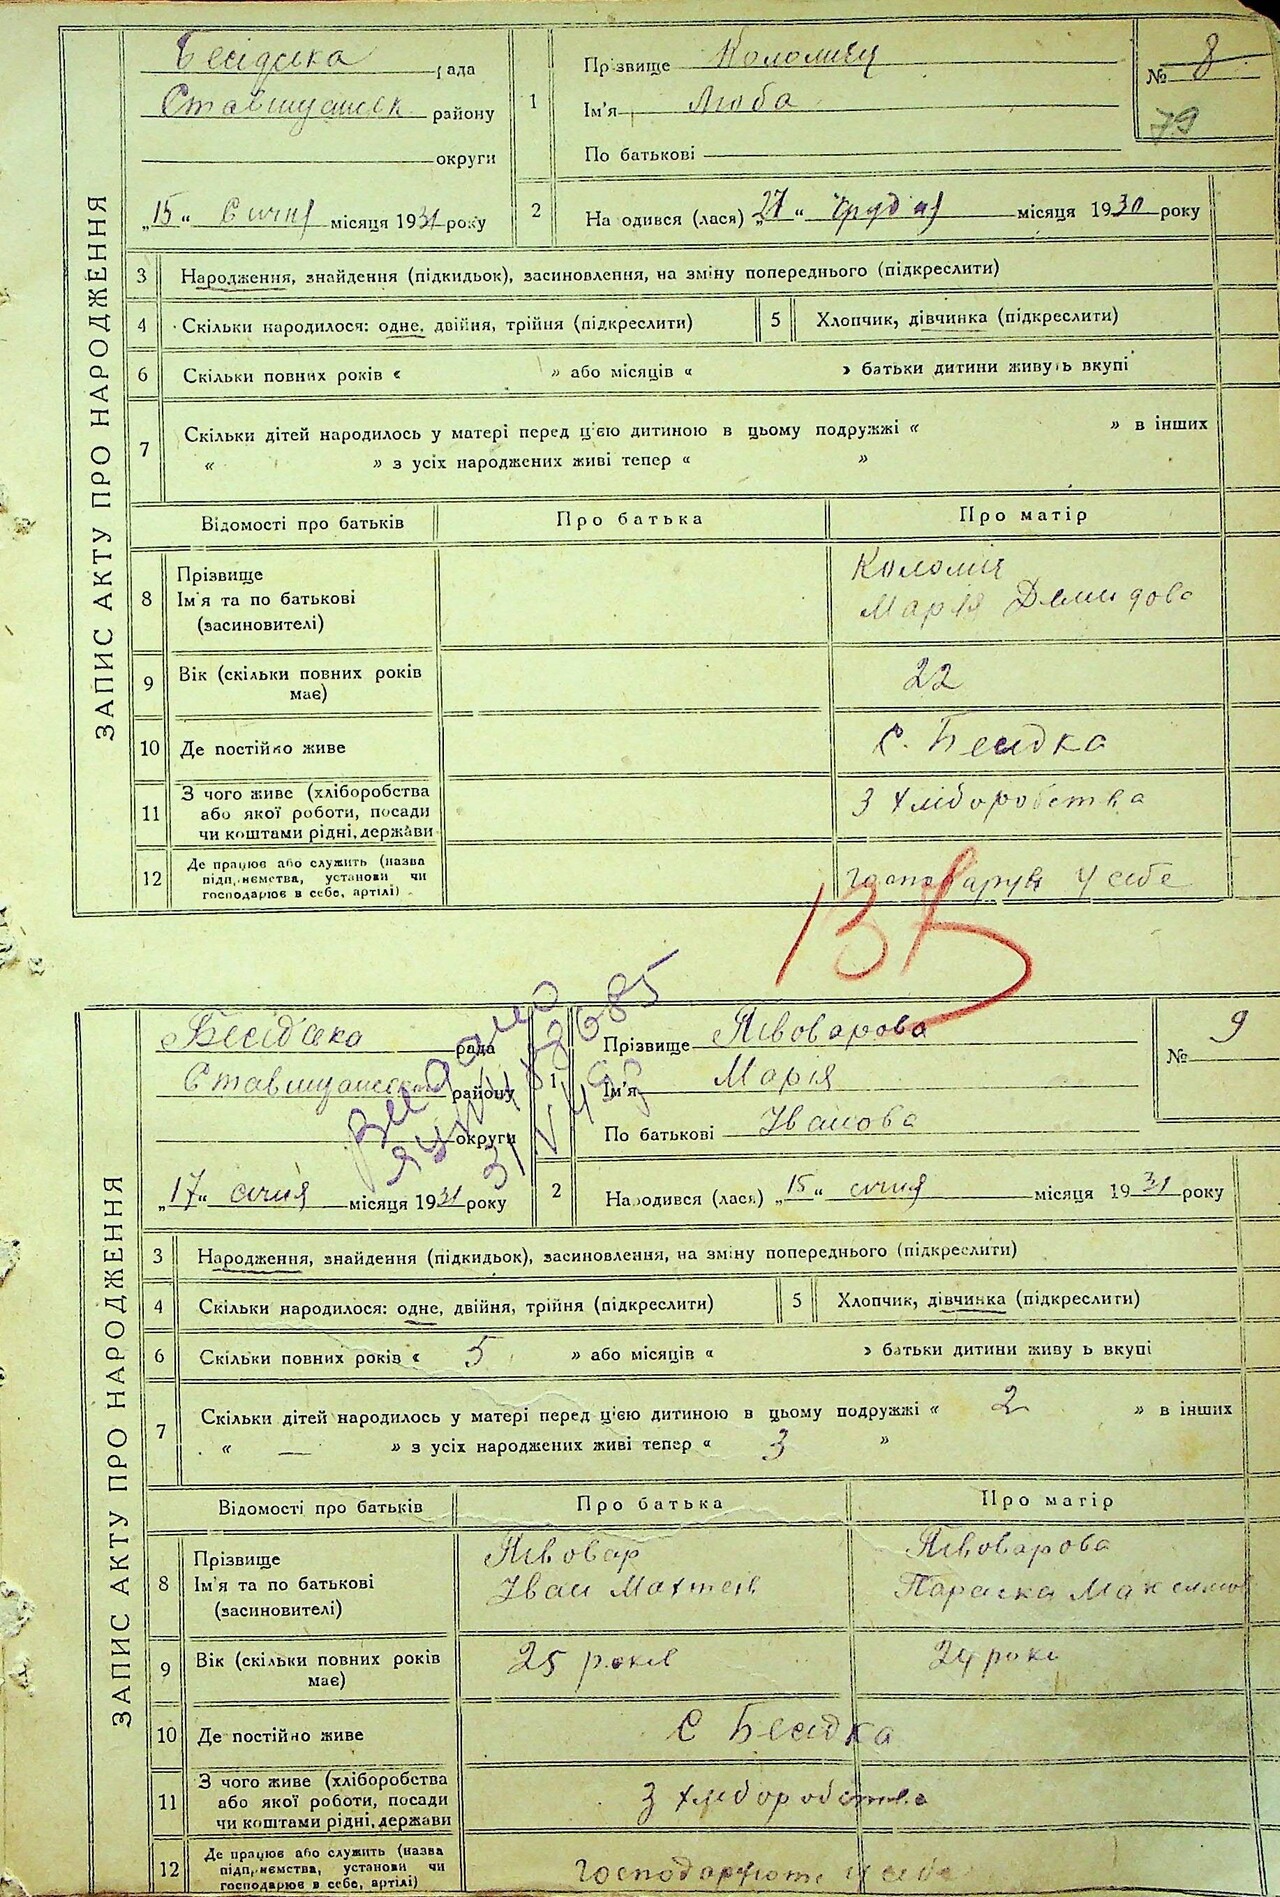 ЗАПИС АКТУ ПРО НАРОДЖЕННЯ
Бесідська рада
Ставищанськ району
округи
„15“ Січня місяця 1931 року
1
Прізвище Коломієц
Ім'я Люба
По батькові
№ 8
79
2
Народився (лася) „27“ грудня місяця 1930 року
3 Народження, знайдення (підкидьок), засиновлення, на зміну попереднього (підкреслити)
4 Скільки народилося: одне, двійня, трійня (підкреслити)
5 Хлопчик, дівчинка (підкреслити)
6 Скільки повних років « » або місяців « » батьки дитини живуть вкупі
7 Скільки дітей народилось у матері перед ц'єю дитиною в цьому подружжі « » в інших
« » з усіх народжених живі тепер « »
Відомості про батьків Про батька Про матір
8 Прізвище
Ім'я та по батькові
(засиновителі)
Марія Демидова
9 Вік (скільки повних років
має)
22
10 Де постійно живе с. Бесідка
11 З чого живе (хліборобства
або якої роботи, посади
чи коштами рідні, держави
З хліборобства
12 Де працює або служить (назва
підприємства, установи чи
господарює в себе, артілі)
господарує у себе
ЗАПИС АКТУ ПРО НАРОДЖЕННЯ
Бесідська рада
Ставищанськ району
округи
Видано
„17“ січня місяця 1931 року
1
Прізвище Півоварова
Ім'я Марія
По батькові Іванова
№ 9
2
Народився (лася) „15“ січня місяця 1931 року
3 Народження, знайдення (підкидьок), засиновлення, на зміну попереднього (підкреслити)
4 Скільки народилося: одне, двійня, трійня (підкреслити)
5 Хлопчик, дівчинка (підкреслити)
6 Скільки повних років « 5 » або місяців « » батьки дитини живу ь вкупі
7 Скільки дітей народилось у матері перед ц'єю дитиною в цьому подружжі « 2 » в інших
« — » з усіх народжених живі тепер « 3 »
Відомості про батьків Про батька Про матір
8 Прізвище
Ім'я та по батькові
(засиновителі)
Півовар
Іван Матгеїв
Півоварова
Параска Максимов
9 Вік (скільки повних років
має)
25 років
24 роки
10 Де постійно живе с Бесідка
11 З чого живе (хліборобства
або якої роботи, посади
чи коштами рідні, держави
З хліборобства
12 Де працює або служить (назва
підприємства, установи чи
господарює в себе, артілі)
господарюють у себе